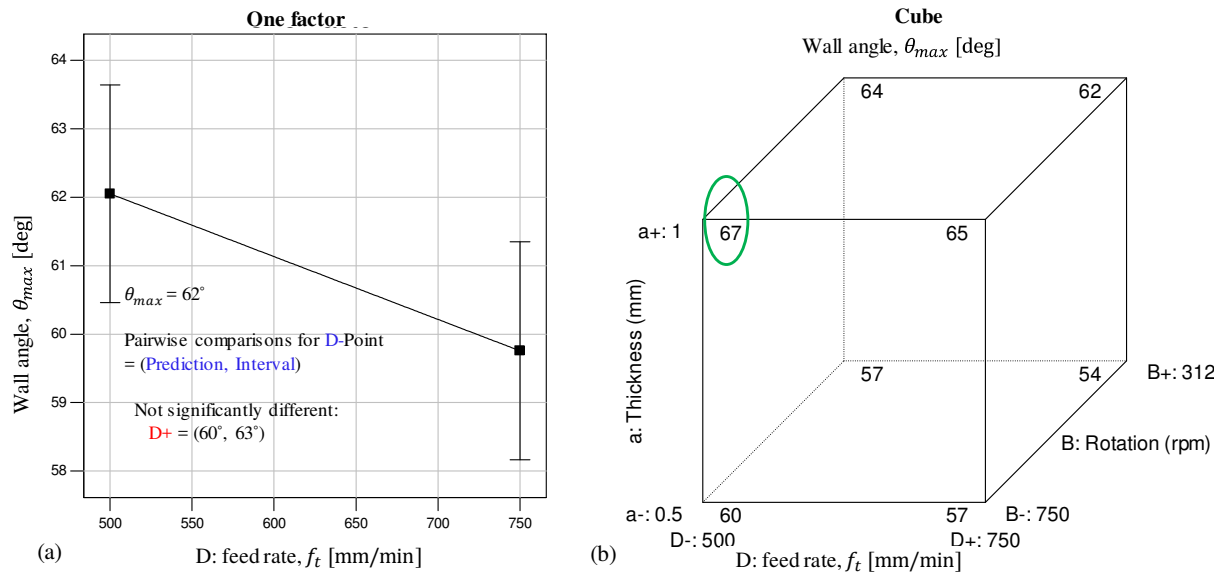 One factor
64
63
62
61
60
59
58
Wall angle, θmax [deg]
θmax = 62°
Pairwise comparisons for D-Point
= (Prediction, Interval)
Not significantly different:
D+ = (60°, 63°)
500
550
600
650
700
750
(a)
D: feed rate, ft [mm/min]
Cube
Wall angle, θmax [deg]
64
62
a+: 1
67
65
a: Thickness (mm)
57
54
B+: 312
B: Rotation (rpm)
a-: 0.5
60
57
B-: 750
D-: 500
D+: 750
(b)
D: feed rate, ft [mm/min]